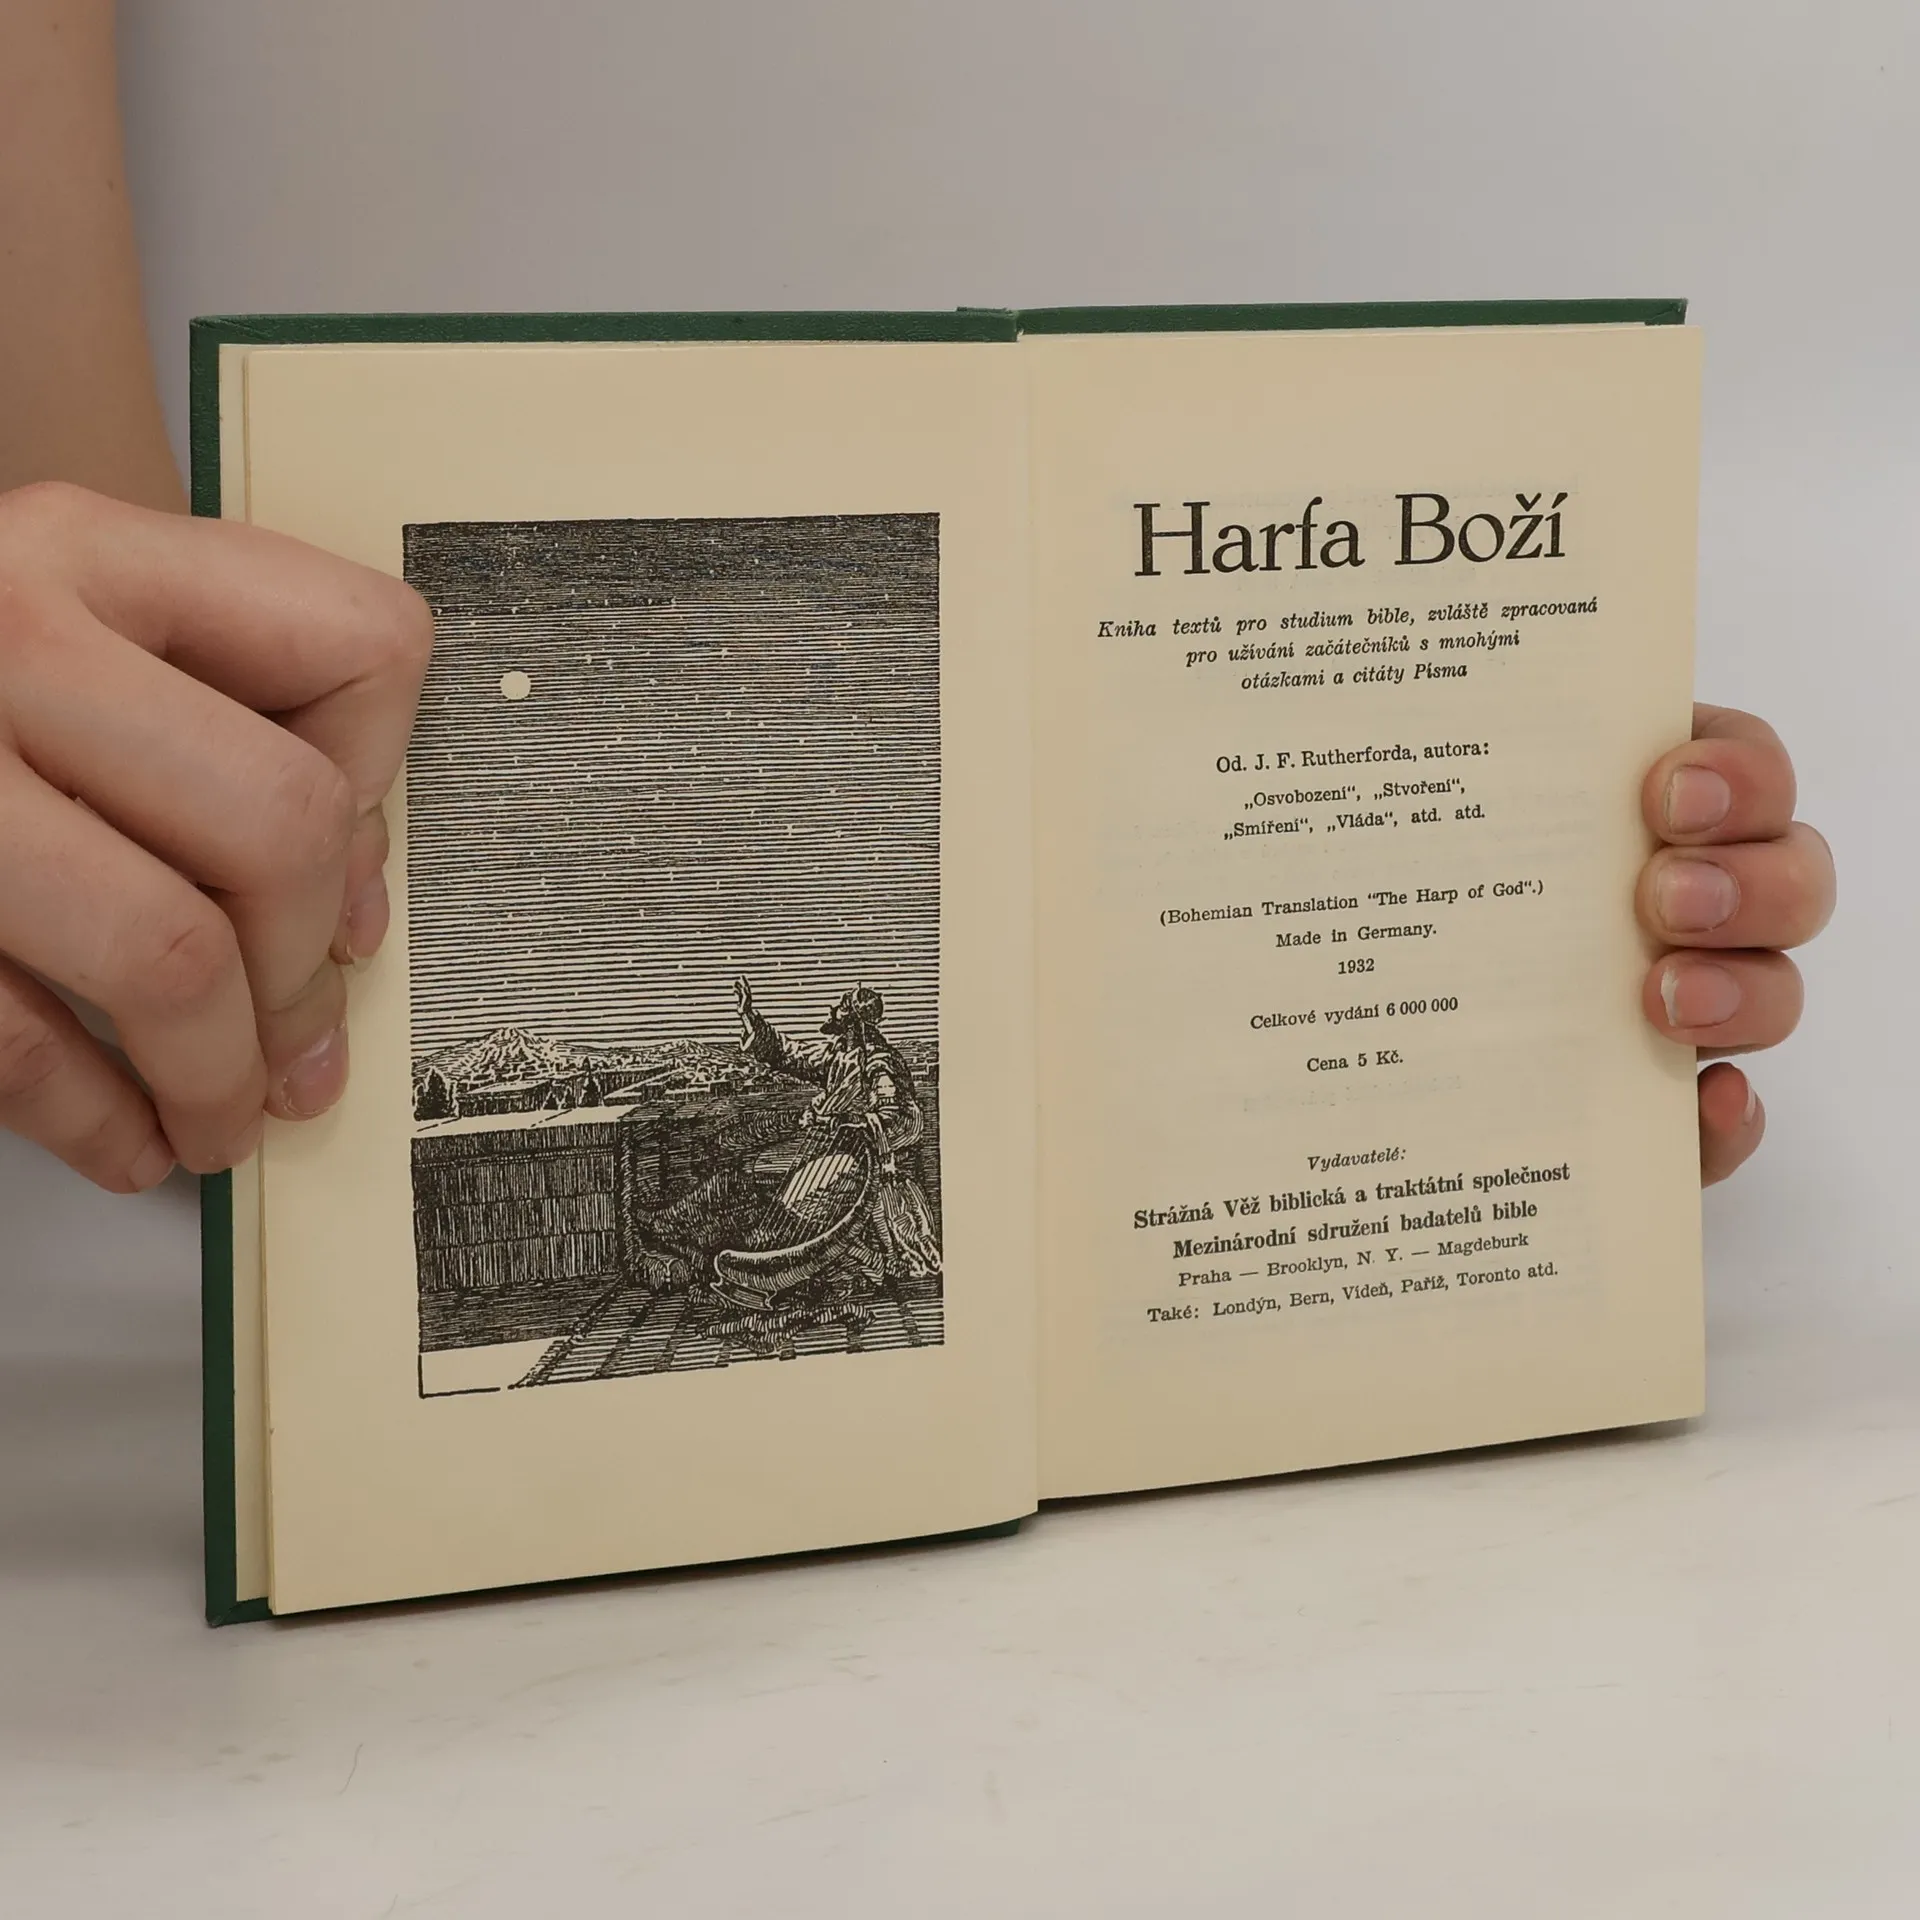 Harfa Boží
Kniha textů pro studium bible, zvláště zpracovaná
pro užívání začátečníků s mnohými
otázkami a citáty Písma
Od. J. F. Rutherforda, autora:
„Osvobození“, „Stvoření“,
„Smíření“, „Vláda“, atd. atd.
(Bohemian Translation “The Harp of God“.)
Made in Germany.
1932
Celkové vydání 6 000 000
Cena 5 Kč.
Vydavatelé:
Strážná Věž biblická a traktátní společnost
Mezinárodní sdružení badatelů bible
Praha — Brooklyn, N. Y. — Magdeburk
Také: Londýn, Bern, Vídeň, Paříž, Toronto atd.